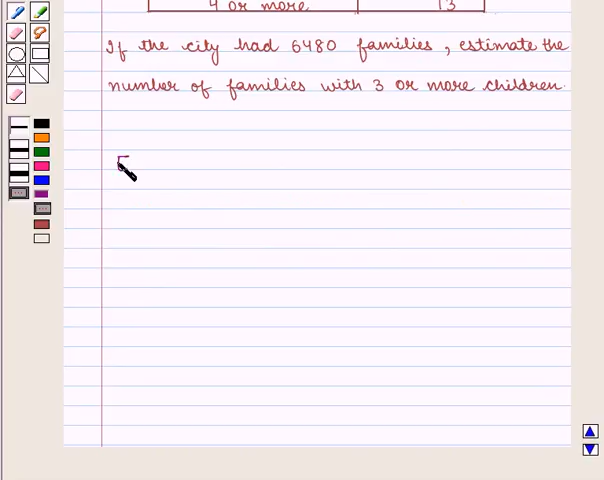 4 or more 13
If the city had 6480 families, estimate the
number of families with 3 or more children.